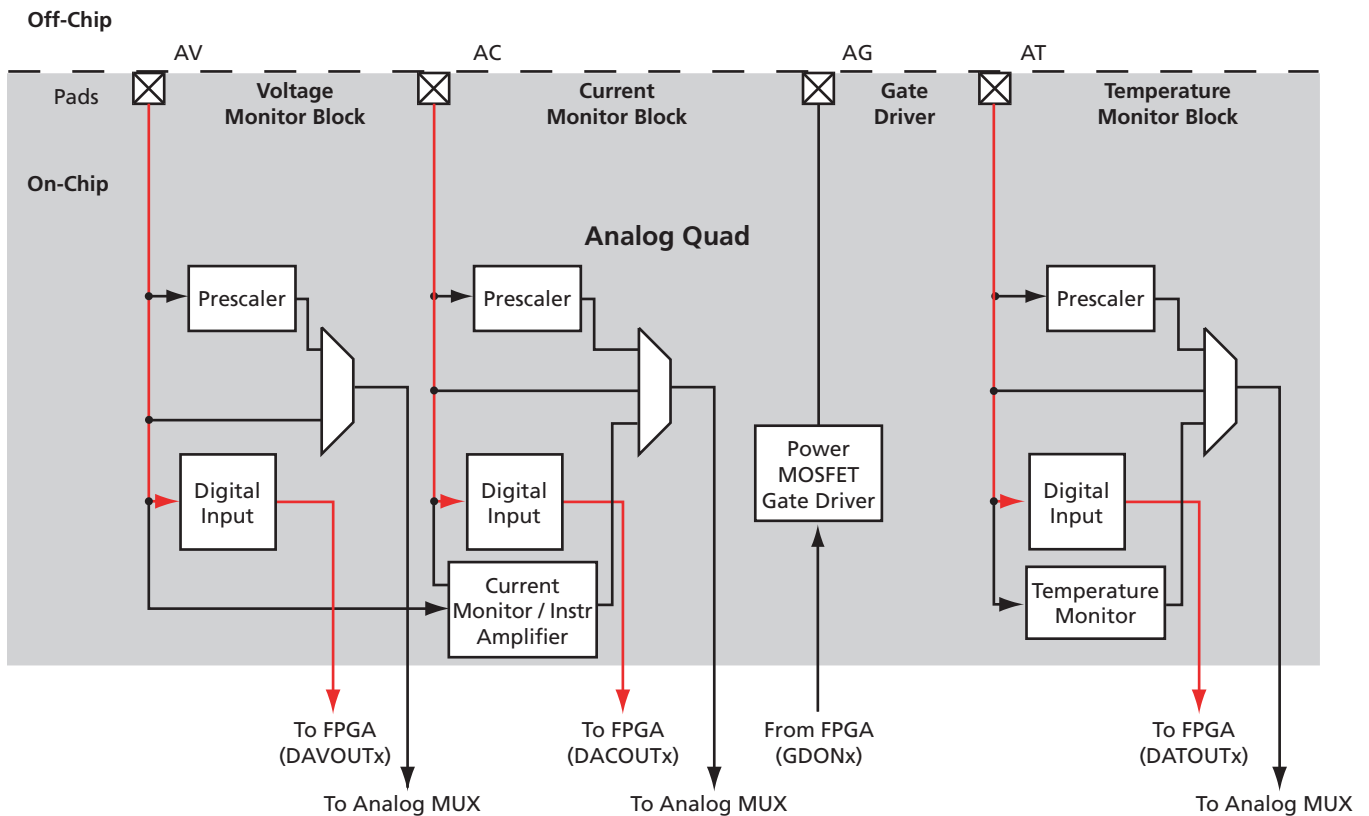 Off-Chip
AV
AC
AG
AT
Pads
Voltage
Monitor Block
Current
Monitor Block
Gate
Driver
Temperature
Monitor Block
On-Chip
Analog Quad
Prescaler
Prescaler
Prescaler
Power
MOSFET
Gate Driver
Digital
Input
Digital
Input
Digital
Input
Current
Monitor / Instr
Amplifier
Temperature
Monitor
To FPGA
(DAVOUTx)
To FPGA
(DACOUTx)
From FPGA
(GDONx)
To FPGA
(DATOUTx)
To Analog MUX
To Analog MUX
To Analog MUX